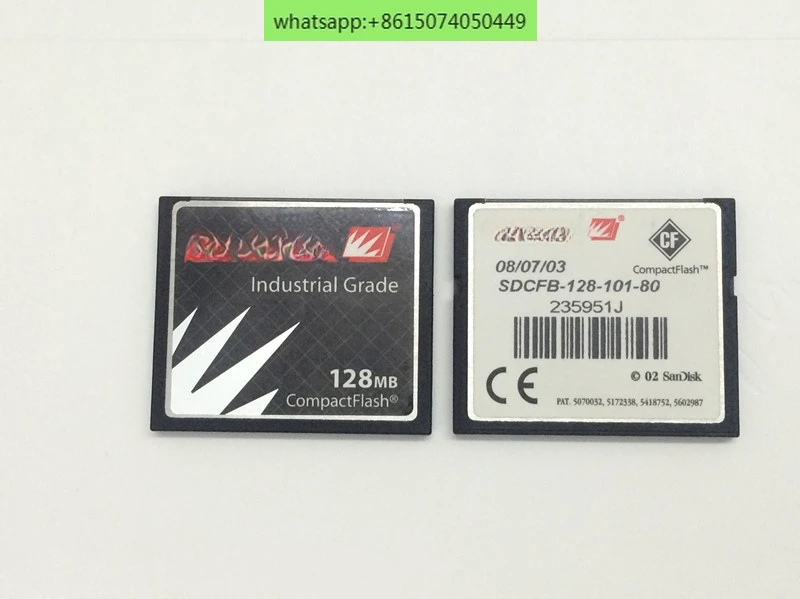 whatsapp:+8615074050449
Industrial Grade
128MB
CompactFlash®
CF
CompactFlash™
08/07/03
SDCFB-128-101-80
235951J
CE
© 02 SanDisk
PAT. 5070032, 5172338, 5418752, 5602987